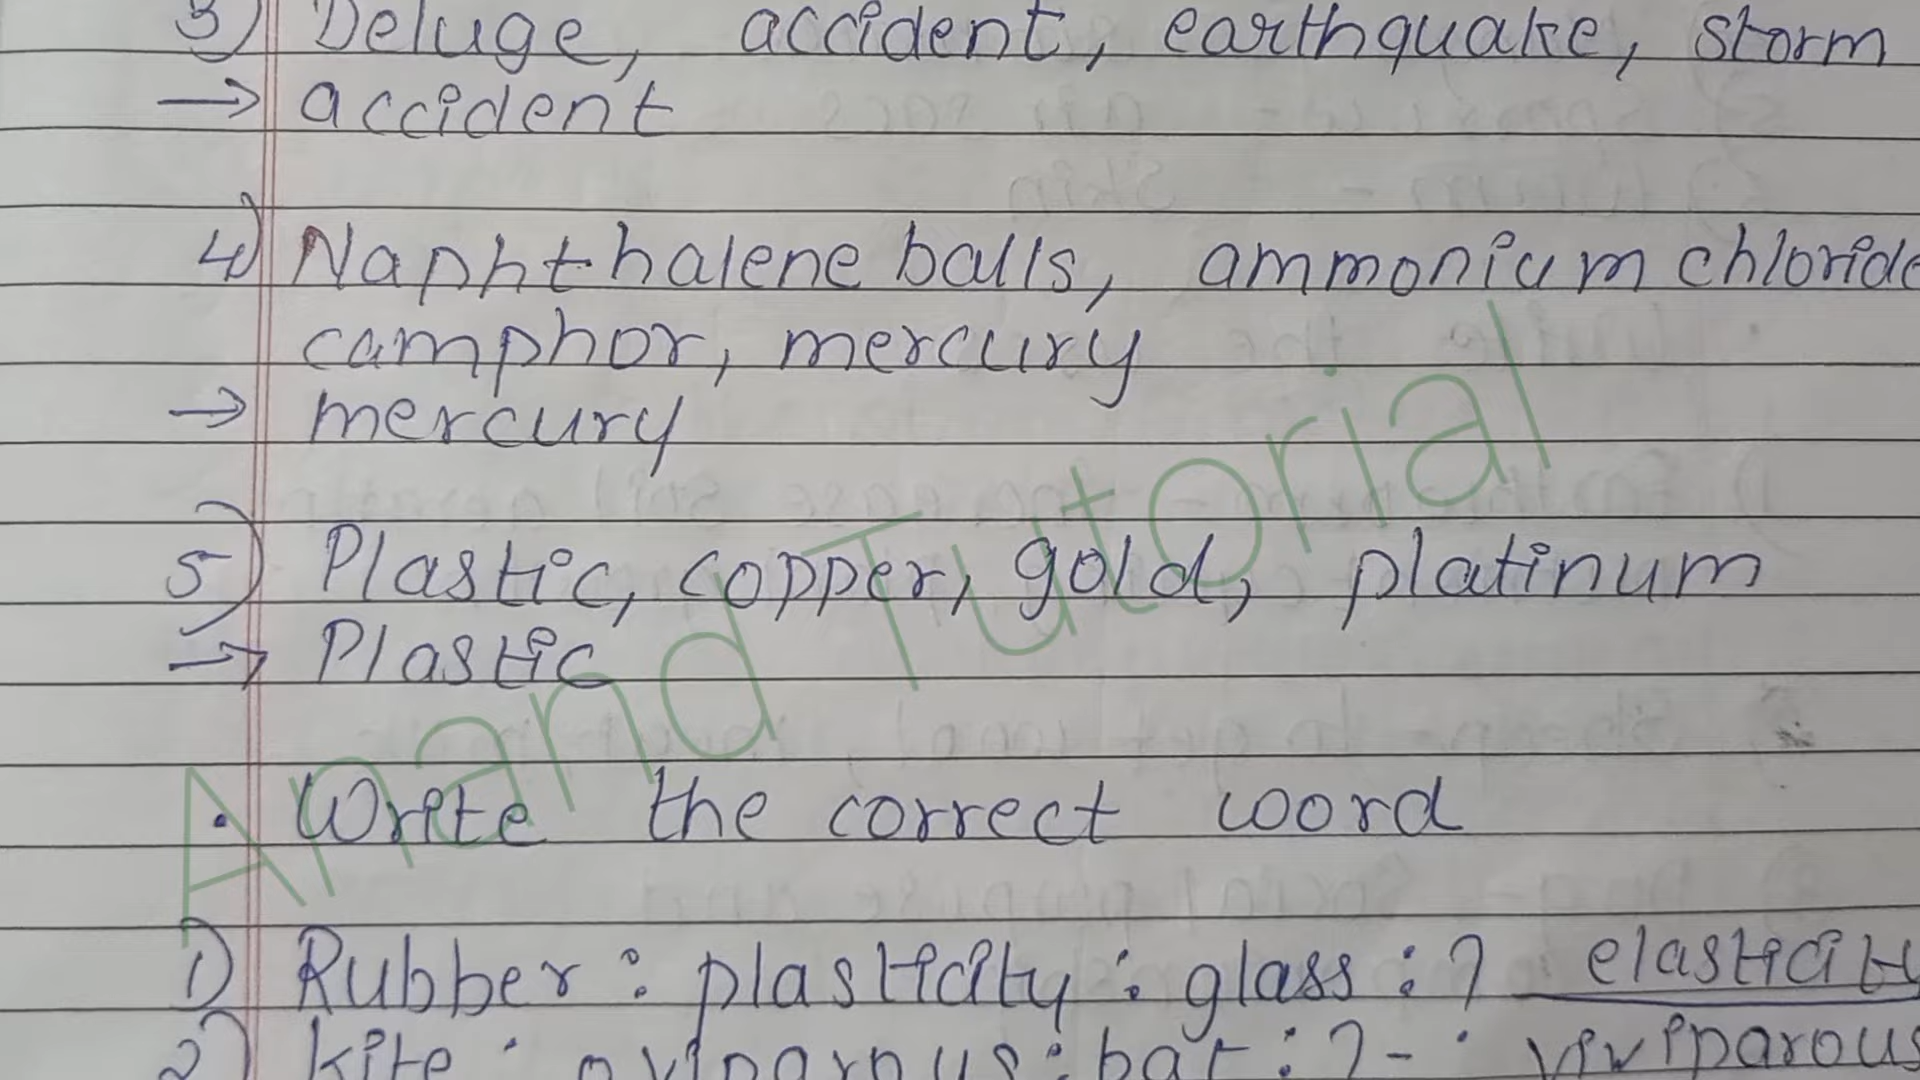 3) Deluge, accident, earthquake, storm
→ accident
4) Naphthalene balls, ammonium chloride
camphor, mercury
→ mercury
5) Plastic, copper, gold, platinum
→ Plastic
Anand Tutorial
. Write the correct word
1) Rubber : plasticity : glass : ? elasticity
2) Kite : oviparous : bat : ? - : viviparous